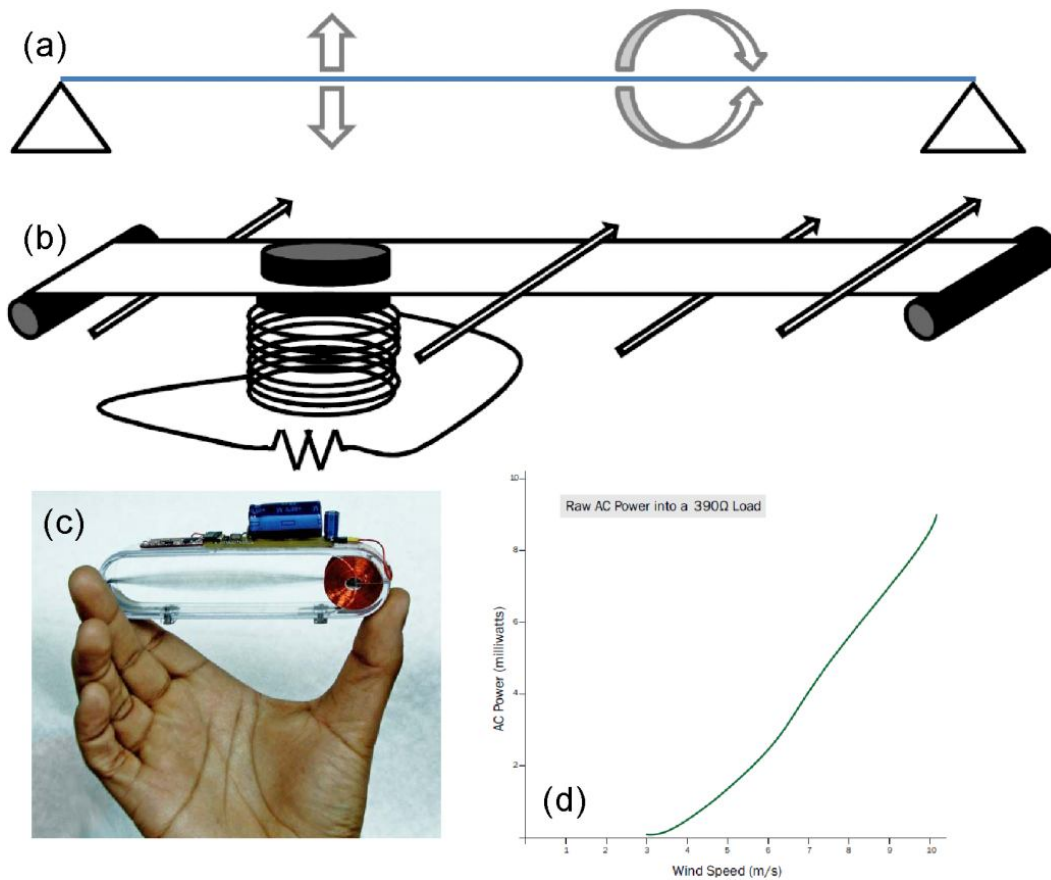 (a)
(b)
(c)
(d)
Raw AC Power into a 390Ω Load
AC Power (milliwatts)
10
8
6
4
2
1 2 3 4 5 6 7 8 9 10
Wind Speed (m/s)